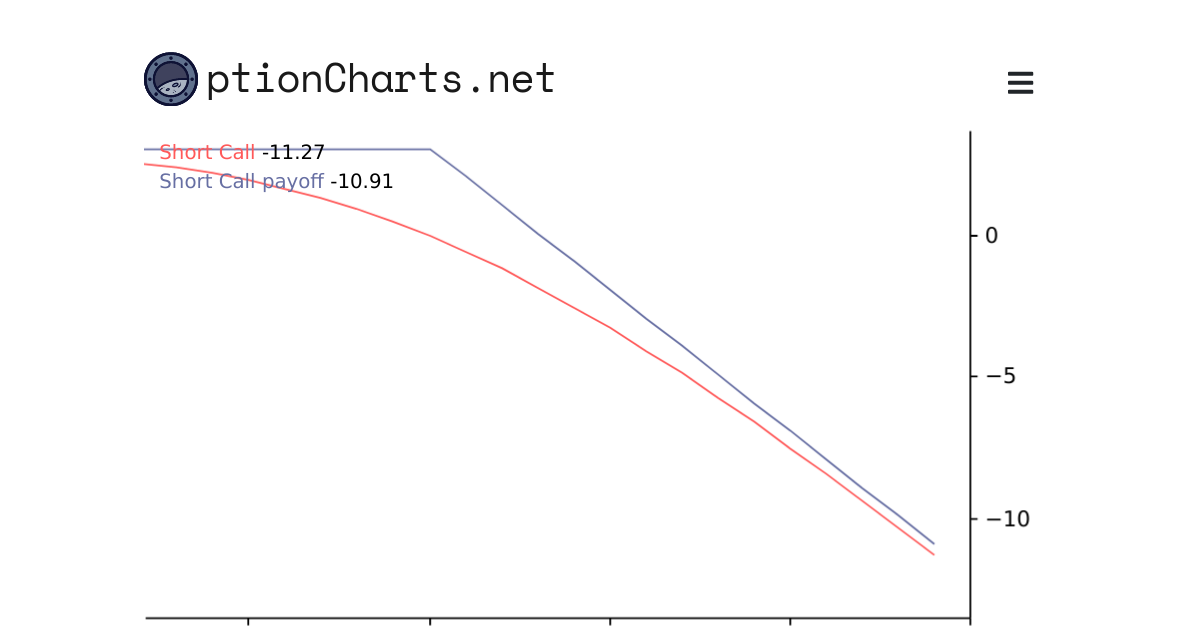 ptionCharts.net
Short Call -11.27
Short Call payoff -10.91
0
−5
−10